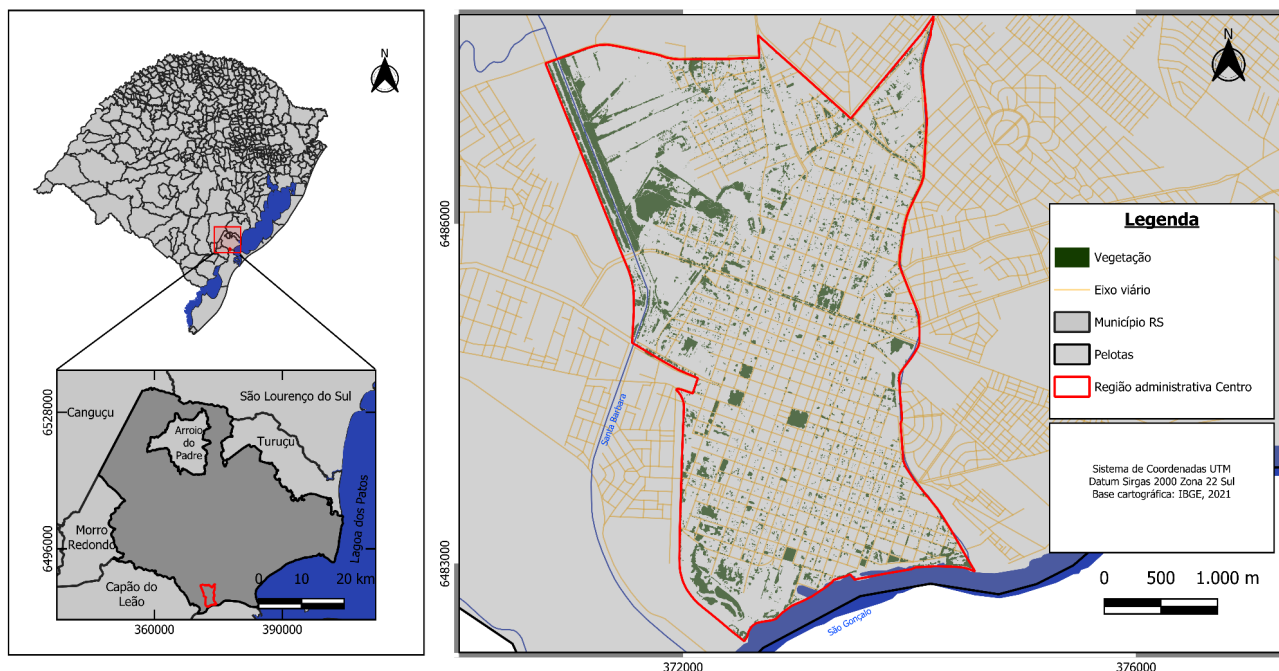 N
São Lourenço do Sul
Canguçu
Arroio
do
Padre
Turuçu
Morro
Redondo
Capão do
Leão
Lagoa dos Patos
6528000
6496000
0 10 20 km
360000
390000
N
6486000
6483000
Santa Barbara
São Gonçalo
372000
376000
Legenda
Vegetação
Eixo viário
Município RS
Pelotas
Região administrativa Centro
Sistema de Coordenadas UTM
Datum Sirgas 2000 Zona 22 Sul
Base cartográfica: IBGE, 2021
0 500 1.000 m